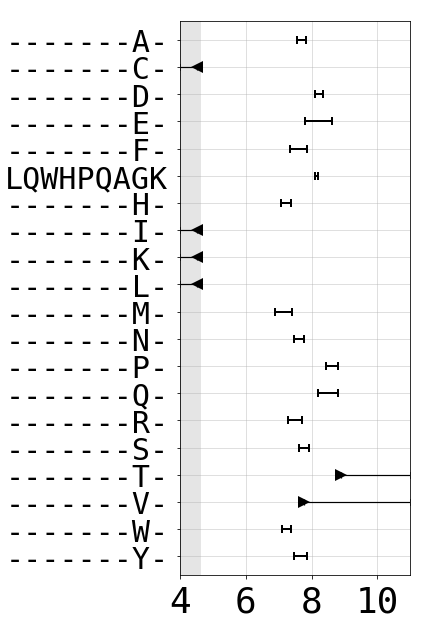 -------A-
-------C-
-------D-
-------E-
-------F-
LQWHPQAGK
-------H-
-------I-
-------K-
-------L-
-------M-
-------N-
-------P-
-------Q-
-------R-
-------S-
-------T-
-------V-
-------W-
-------Y-
4 6 8 10